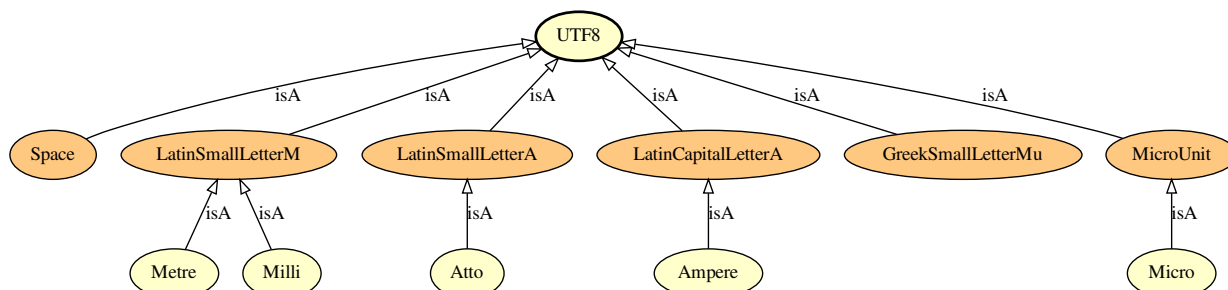 UTF8
isA isA isA isA isA isA
Space LatinSmallLetterM LatinSmallLetterA LatinCapitalLetterA GreekSmallLetterMu MicroUnit
isA isA isA isA isA
Metre Milli Atto Ampere Micro